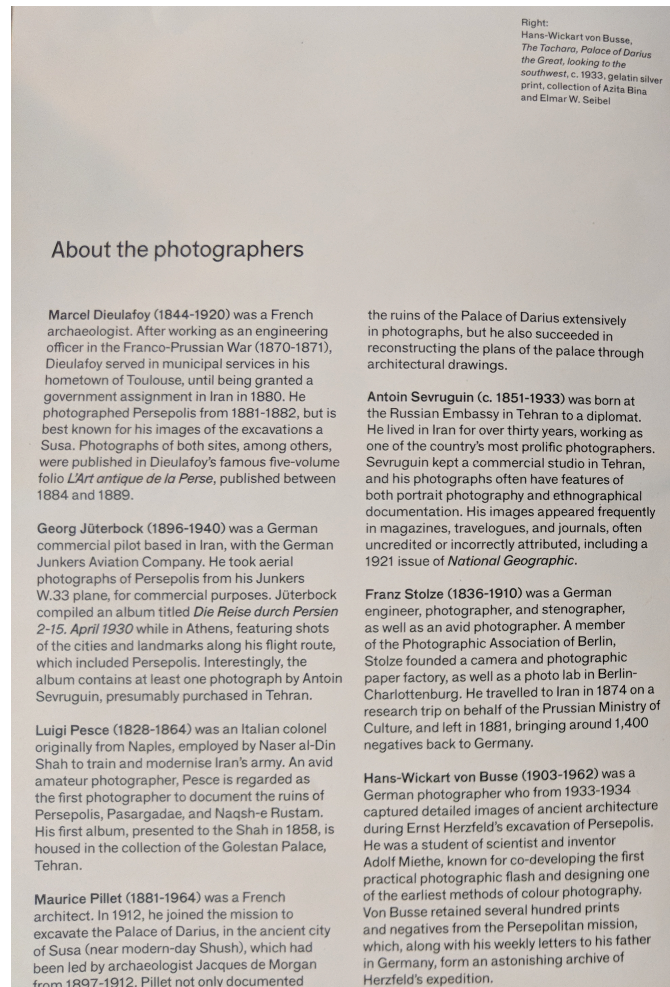 Right:
Hans-Wickart von Busse,
The Tachara, Palace of Darius
the Great, looking to the
southwest, c. 1933, gelatin silver
print, collection of Azita Bina
and Elmar W. Seibel
About the photographers
Marcel Dieulafoy (1844-1920) was a French
archaeologist. After working as an engineering
officer in the Franco-Prussian War (1870-1871),
Dieulafoy served in municipal services in his
hometown of Toulouse, until being granted a
government assignment in Iran in 1880. He
photographed Persepolis from 1881-1882, but is
best known for his images of the excavations a
Susa. Photographs of both sites, among others,
were published in Dieulafoy's famous five-volume
folio L'Art antique de la Perse, published between
1884 and 1889.
Georg Jüterbock (1896-1940) was a German
commercial pilot based in Iran, with the German
Junkers Aviation Company. He took aerial
photographs of Persepolis from his Junkers
W.33 plane, for commercial purposes. Jüterbock
compiled an album titled Die Reise durch Persien
2-15. April 1930 while in Athens, featuring shots
of the cities and landmarks along his flight route,
which included Persepolis. Interestingly, the
album contains at least one photograph by Antoin
Sevruguin, presumably purchased in Tehran.
Luigi Pesce (1828-1864) was an Italian colonel
originally from Naples, employed by Naser al-Din
Shah to train and modernise Iran's army. An avid
amateur photographer, Pesce is regarded as
the first photographer to document the ruins of
Persepolis, Pasargadae, and Naqsh-e Rustam.
His first album, presented to the Shah in 1858, is
housed in the collection of the Golestan Palace,
Tehran.
Maurice Pillet (1881-1964) was a French
architect. In 1912, he joined the mission to
excavate the Palace of Darius, in the ancient city
of Susa (near modern-day Shush), which had
been led by archaeologist Jacques de Morgan
from 1897-1912. Pillet not only documented
the ruins of the Palace of Darius extensively
in photographs, but he also succeeded in
reconstructing the plans of the palace through
architectural drawings.
Antoin Sevruguin (c. 1851-1933) was born at
the Russian Embassy in Tehran to a diplomat.
He lived in Iran for over thirty years, working as
one of the country's most prolific photographers.
Sevruguin kept a commercial studio in Tehran,
and his photographs often have features of
both portrait photography and ethnographical
documentation. His images appeared frequently
in magazines, travelogues, and journals, often
uncredited or incorrectly attributed, including a
1921 issue of National Geographic.
Franz Stolze (1836-1910) was a German
engineer, photographer, and stenographer,
as well as an avid photographer. A member
of the Photographic Association of Berlin,
Stolze founded a camera and photographic
paper factory, as well as a photo lab in Berlin-
Charlottenburg. He travelled to Iran in 1874 on a
research trip on behalf of the Prussian Ministry of
Culture, and left in 1881, bringing around 1,400
negatives back to Germany.
Hans-Wickart von Busse (1903-1962) was a
German photographer who from 1933-1934
captured detailed images of ancient architecture
during Ernst Herzfeld's excavation of Persepolis.
He was a student of scientist and inventor
Adolf Miethe, known for co-developing the first
practical photographic flash and designing one
of the earliest methods of colour photography.
Von Busse retained several hundred prints
and negatives from the Persepolitan mission,
which, along with his weekly letters to his father
in Germany, form an astonishing archive of
Herzfeld's expedition.